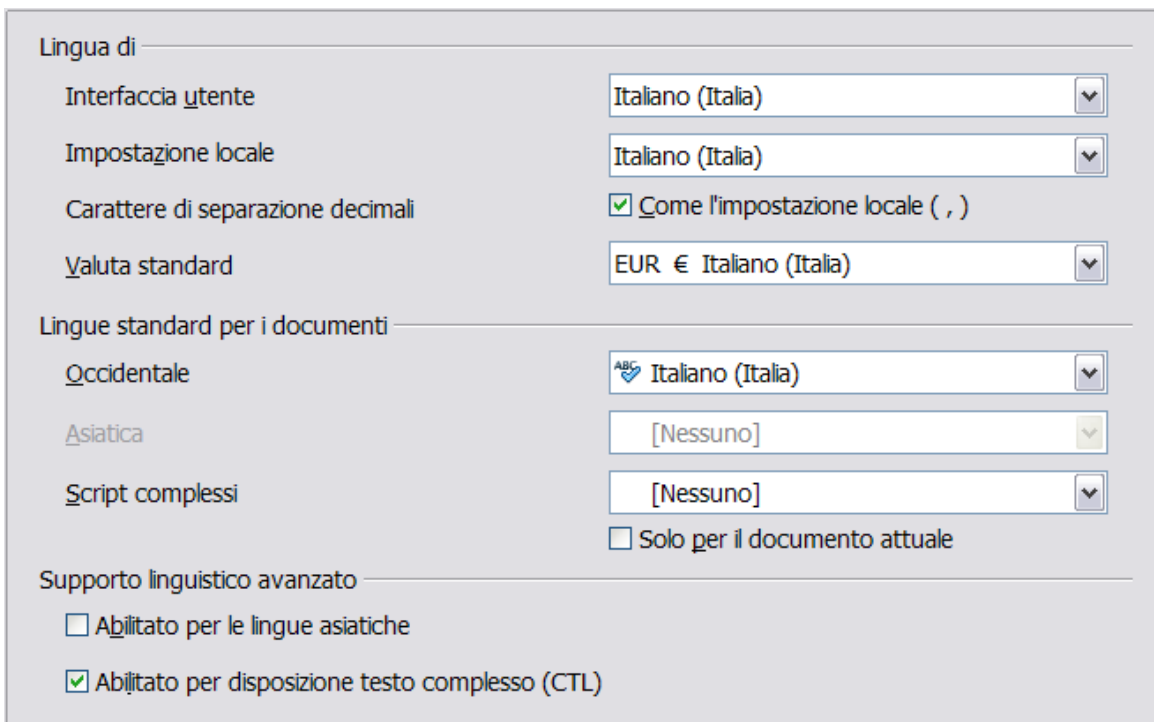 Lingua di
Interfaccia utente Italiano (Italia)
Impostazione locale Italiano (Italia)
Carattere di separazione decimali Come l'impostazione locale ( , )
Valuta standard EUR € Italiano (Italia)
Lingue standard per i documenti
Occidentale ABC Italiano (Italia)
Asiatica [Nessuno]
Script complessi [Nessuno]
Solo per il documento attuale
Supporto linguistico avanzato
Abilitato per le lingue asiatiche
Abilitato per disposizione testo complesso (CTL)